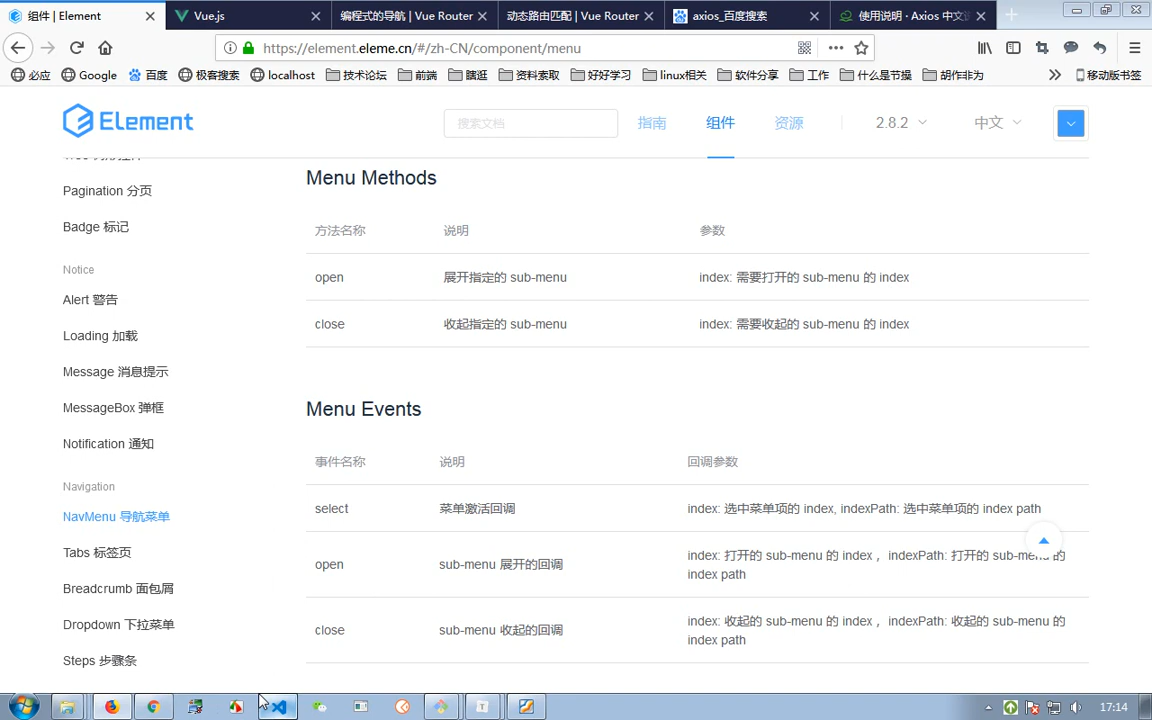 组件 | Element
Vue.js
编程式的导航 | Vue Router
动态路由匹配 | Vue Router
axios_百度搜索
使用说明 · Axios 中文
https://element.eleme.cn/#/zh-CN/component/menu
必应
Google
百度
极客搜索
localhost
技术论坛
前端
瞎逛
资料索取
好好学习
linux相关
软件分享
工作
什么是节操
胡作非为
移动版书签
Element
搜索文档
指南
组件
资源
2.8.2
中文
Pagination 分页
Badge 标记
Notice
Alert 警告
Loading 加载
Message 消息提示
MessageBox 弹框
Notification 通知
Navigation
NavMenu 导航菜单
Tabs 标签页
Breadcrumb 面包屑
Dropdown 下拉菜单
Steps 步骤条
Menu Methods
方法名称 说明 参数
open 展开指定的 sub-menu index: 需要打开的 sub-menu 的 index
close 收起指定的 sub-menu index: 需要收起的 sub-menu 的 index
Menu Events
事件名称 说明 回调参数
select 菜单激活回调 index: 选中菜单项的 index, indexPath: 选中菜单项的 index path
open sub-menu 展开的回调 index: 打开的 sub-menu 的 index ，indexPath: 打开的 sub-menu 的
index path
close sub-menu 收起的回调 index: 收起的 sub-menu 的 index ，indexPath: 收起的 sub-menu 的
index path
17:14